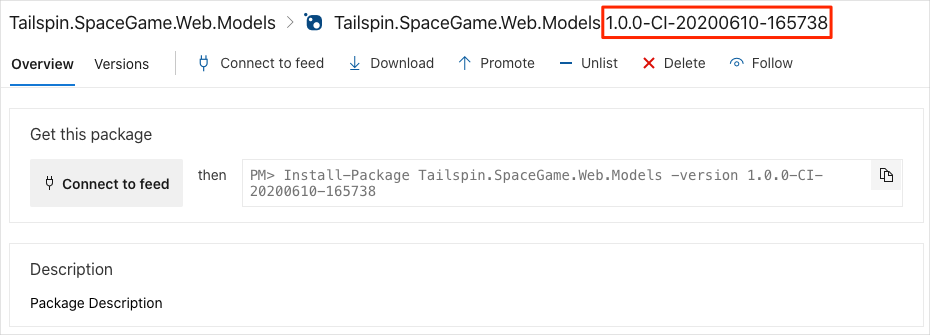 Tailspin.SpaceGame.Web.Models > Tailspin.SpaceGame.Web.Models 1.0.0-CI-20200610-165738
Overview Versions Connect to feed Download Promote Unlist Delete Follow
Get this package
Connect to feed then PM> Install-Package Tailspin.SpaceGame.Web.Models -version 1.0.0-CI-
20200610-165738
Description
Package Description